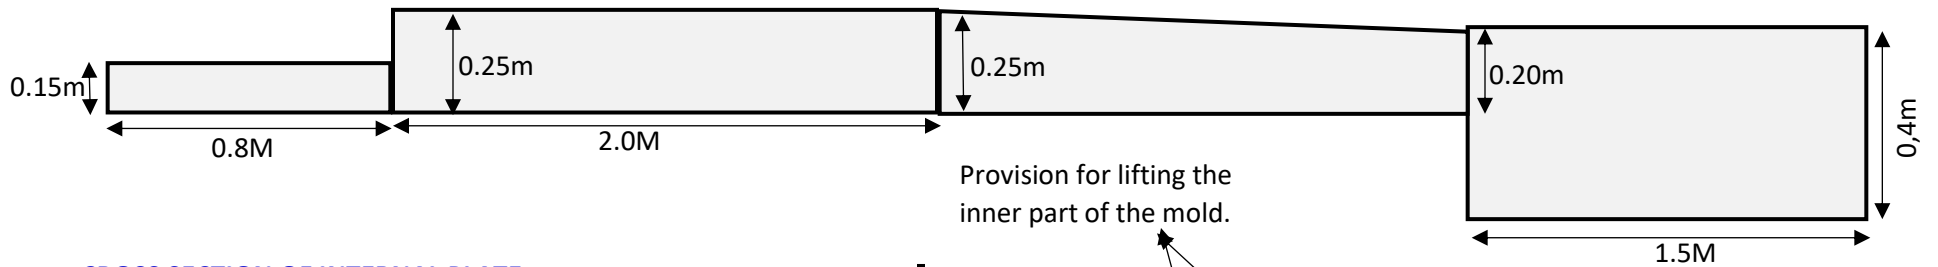 0.15m
0.25m
0.25m
0.20m
0,4m
0.8M
2.0M
1.5M
Provision for lifting the
inner part of the mold.